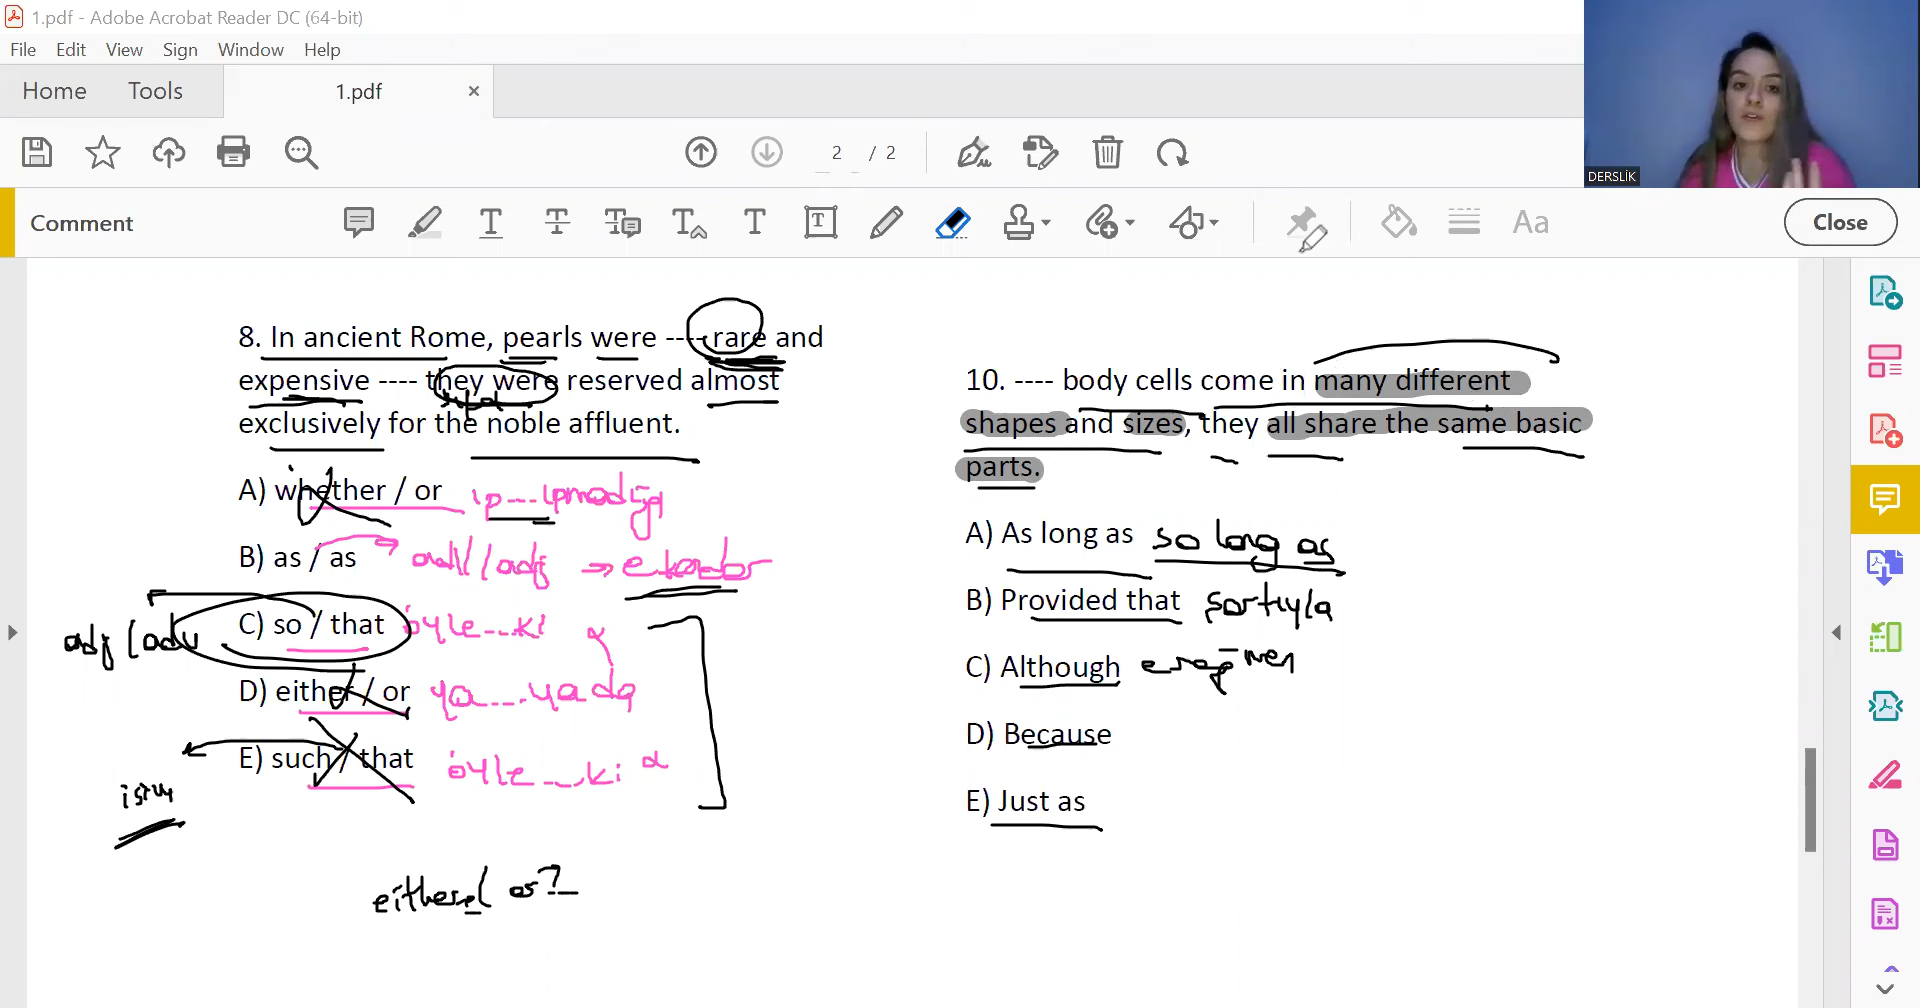 1.pdf - Adobe Acrobat Reader DC (64-bit)
File Edit View Sign Window Help
Home Tools 1.pdf ×
2 / 2
DERSLİK
Comment
Aa
Close
8. In ancient Rome, pearls were ---- rare and
expensive ---- they were reserved almost
exclusively for the noble affluent.
A) whether / or
B) as / as adj
C) so / that öyle...ki
adj / adv
D) either / or ya...yada
E) such / that öyle...ki
isim
or?
10. ---- body cells come in many different
shapes and sizes, they all share the same basic
parts.
A) As long as so long as
B) Provided that şartıyla
C) Although
D) Because
E) Just as